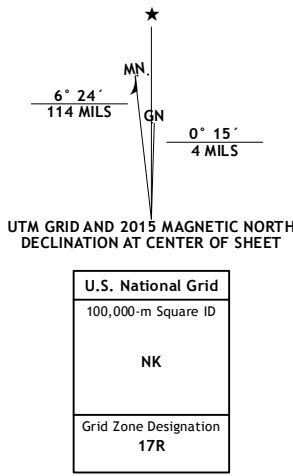 ★
MN.
6° 24´
114 MILS
GN
0° 15´
4 MILS
UTM GRID AND 2015 MAGNETIC NORTH
DECLINATION AT CENTER OF SHEET
U.S. National Grid
100,000-m Square ID
NK
Grid Zone Designation
17R